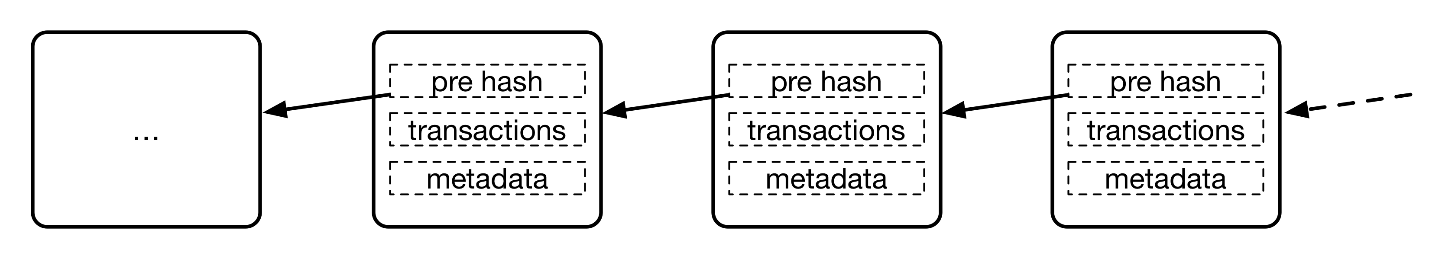 ...
pre hash
transactions
metadata
pre hash
transactions
metadata
pre hash
transactions
metadata